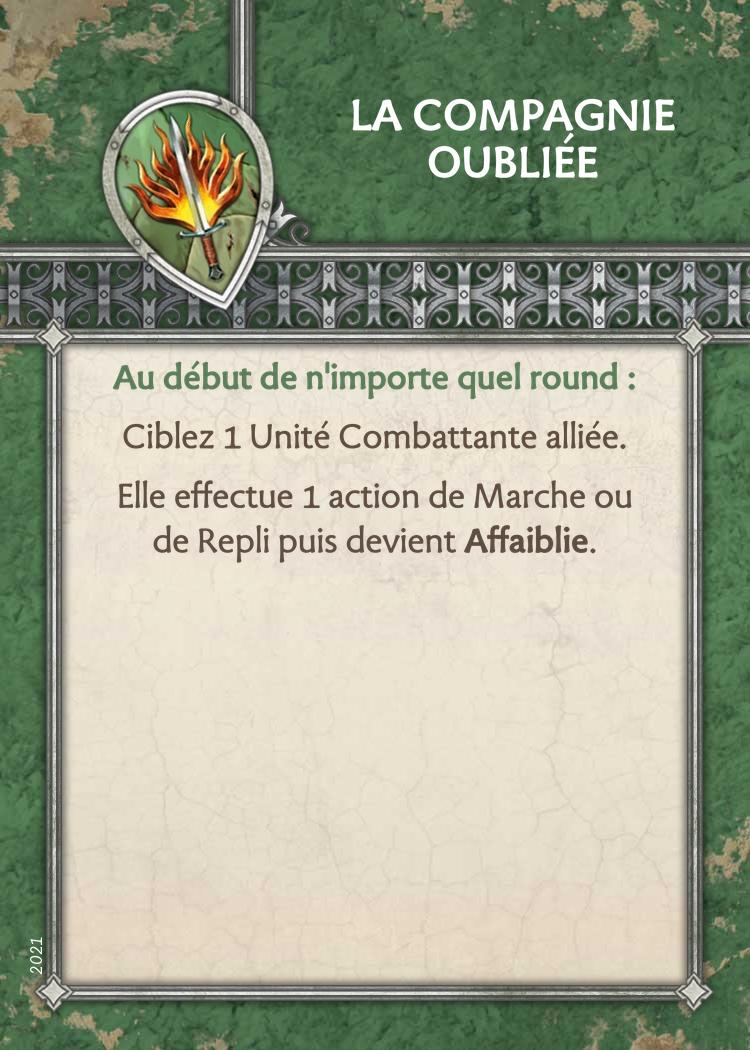 LA COMPAGNIE
OUBLIÉE
Au début de n'importe quel round :
Ciblez 1 Unité Combattante alliée.
Elle effectue 1 action de Marche ou
de Repli puis devient Affaiblie.
2021